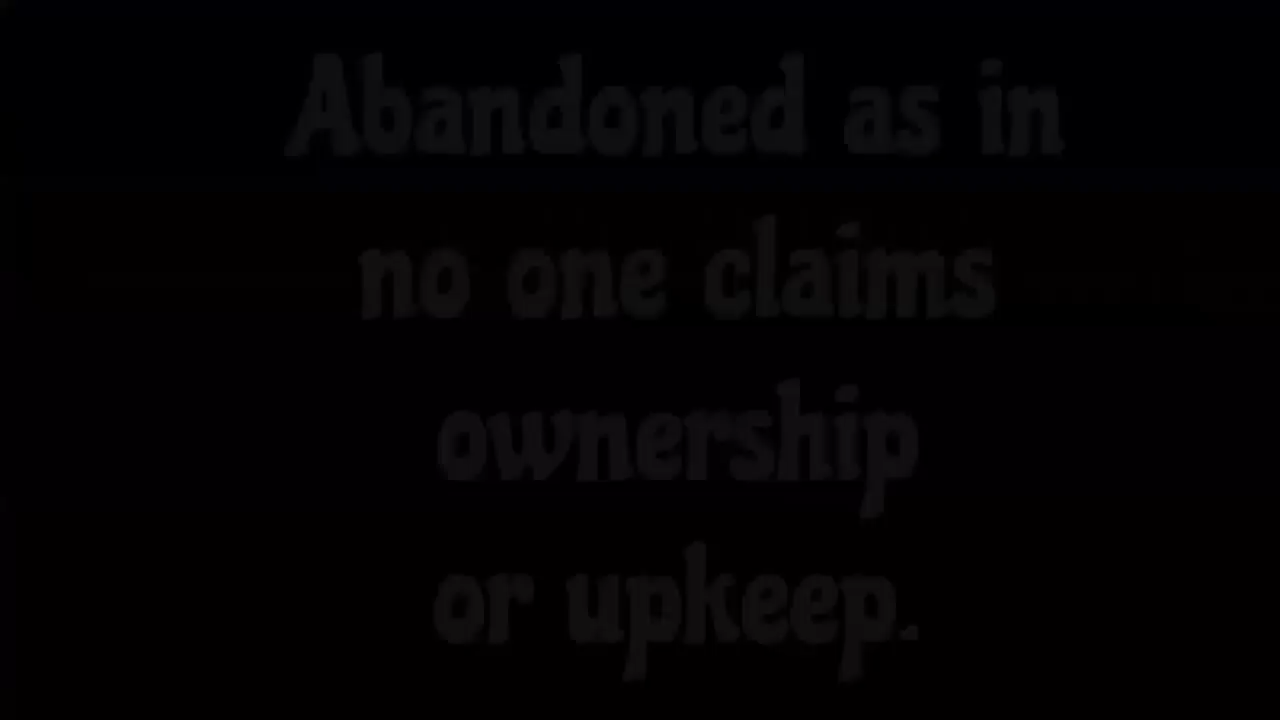 Abandoned as in
no one claims
ownership
or upkeep.